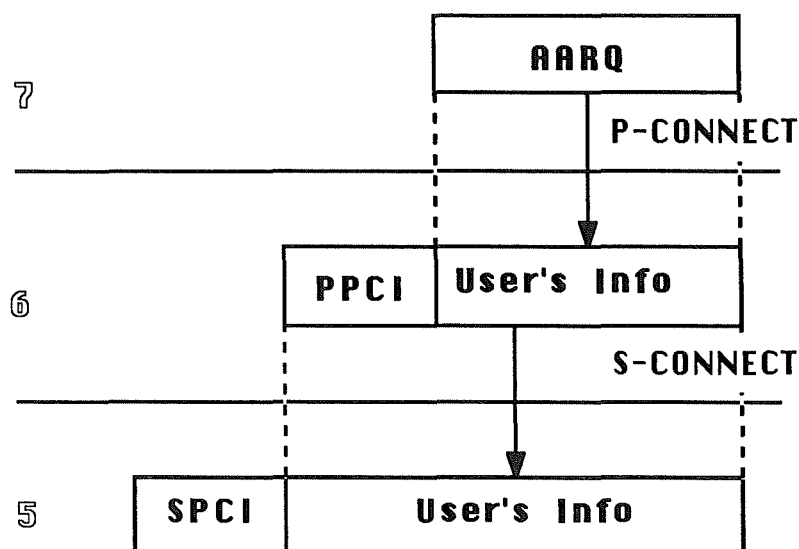 AARQ
7
P-CONNECT
PPCI User's Info
6
S-CONNECT
5 SPCI User's Info